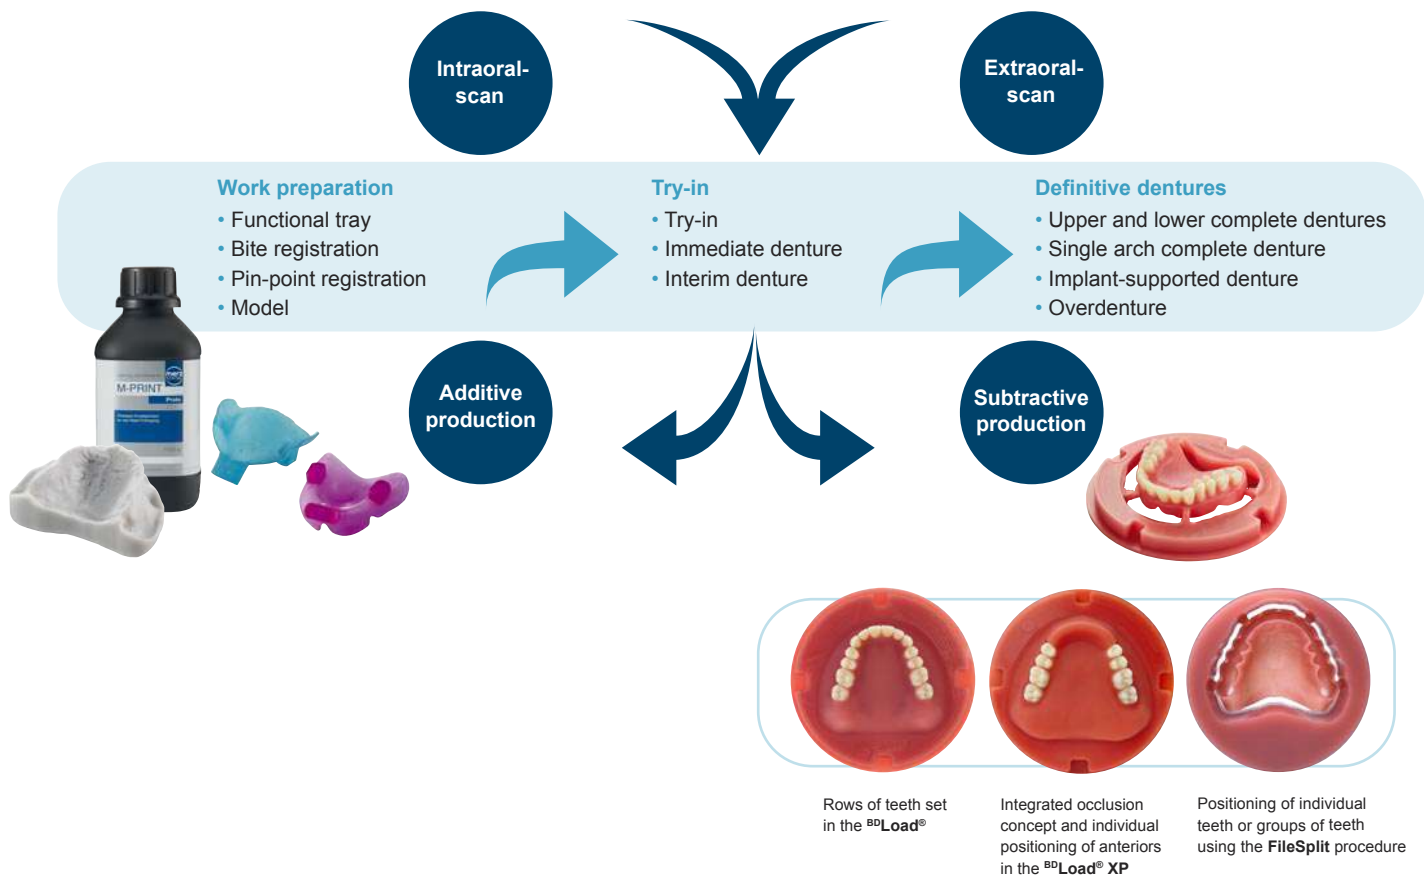 Intraoral-
scan
Extraoral-
scan
Work preparation
• Functional tray
• Bite registration
• Pin-point registration
• Model
Try-in
• Try-in
• Immediate denture
• Interim denture
Definitive dentures
• Upper and lower complete dentures
• Single arch complete denture
• Implant-supported denture
• Overdenture
merz
M-PRINT
Additive
production
Subtractive
production
Rows of teeth set
in the BDLoad®
Integrated occlusion
concept and individual
positioning of anteriors
in the BDLoad® XP
Positioning of individual
teeth or groups of teeth
using the FileSplit procedure